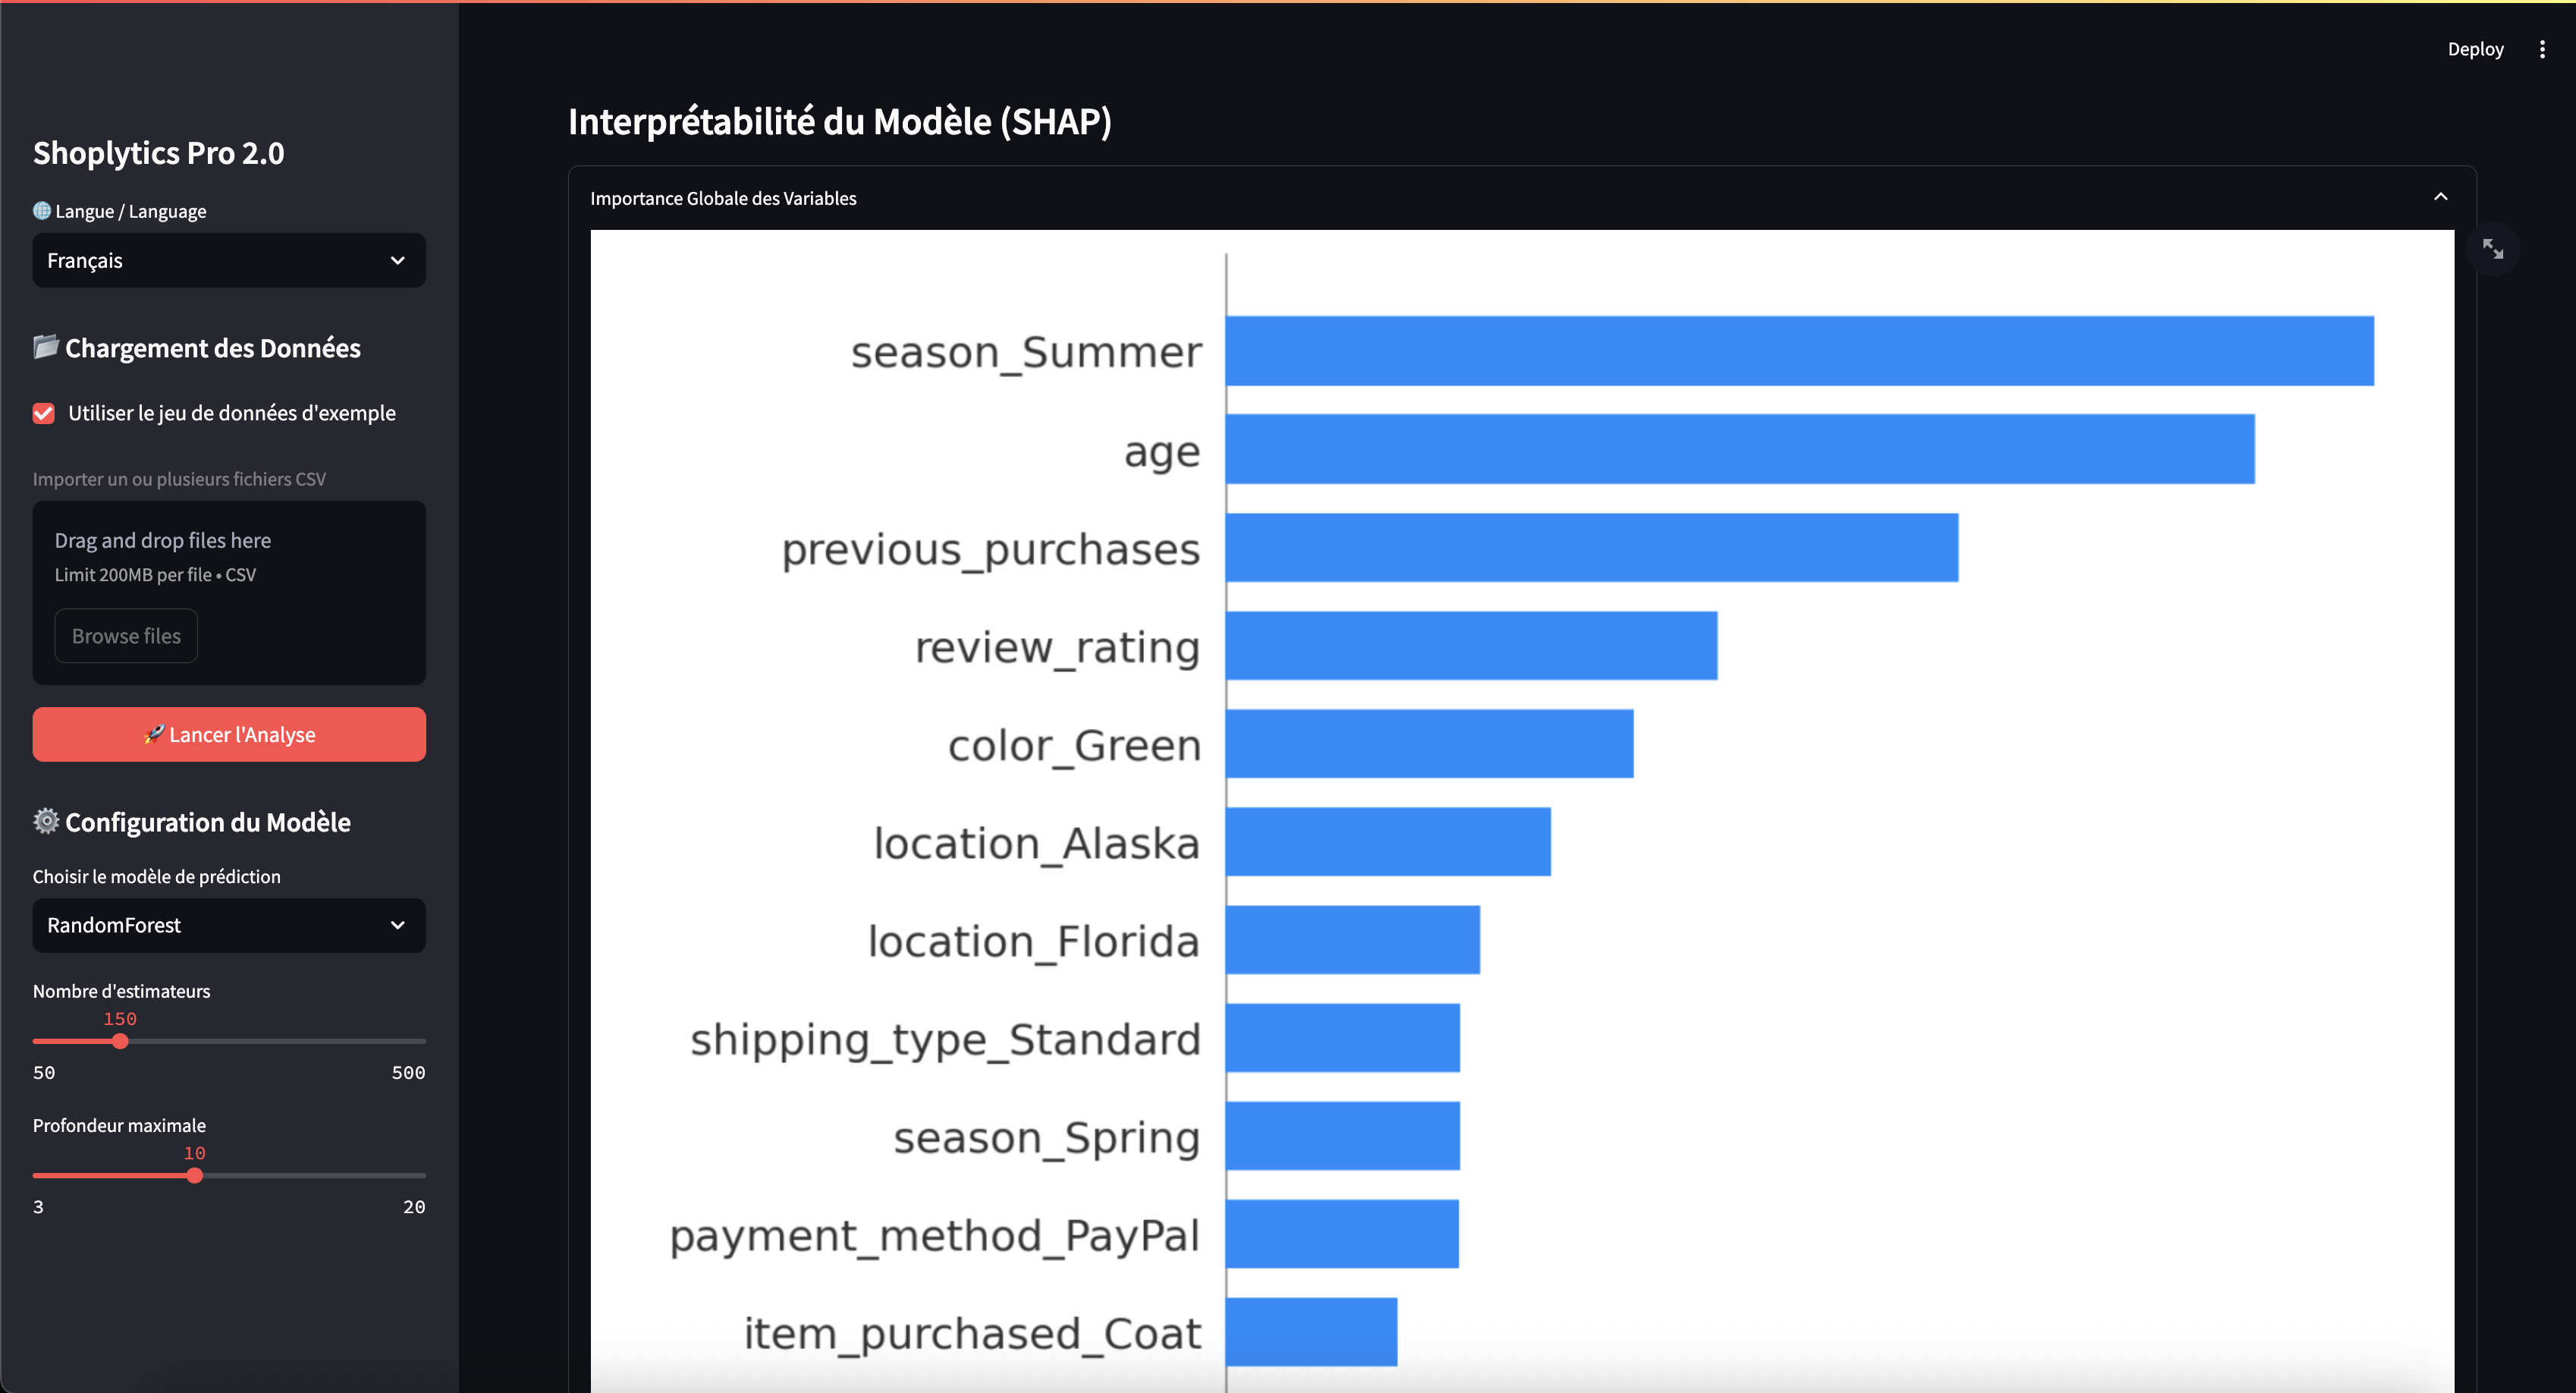 Deploy
Shoplytics Pro 2.0
Langue / Language
Français
Chargement des Données
Utiliser le jeu de données d'exemple
Importer un ou plusieurs fichiers CSV
Drag and drop files here
Limit 200MB per file • CSV
Browse files
Lancer l'Analyse
Configuration du Modèle
Choisir le modèle de prédiction
RandomForest
Nombre d'estimateurs
150
50 500
Profondeur maximale
10
3 20
Interprétabilité du Modèle (SHAP)
Importance Globale des Variables
season_Summer
age
previous_purchases
review_rating
color_Green
location_Alaska
location_Florida
shipping_type_Standard
season_Spring
payment_method_PayPal
item_purchased_Coat